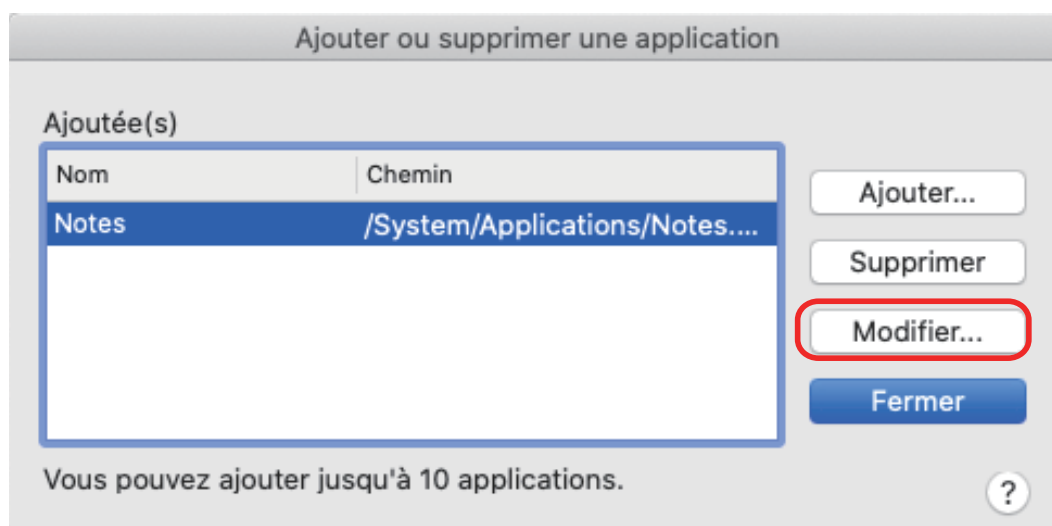 Ajouter ou supprimer une application
Ajoutée(s)
Nom Chemin
Notes /System/Applications/Notes....
Ajouter...
Supprimer
Modifier...
Fermer
Vous pouvez ajouter jusqu'à 10 applications.
?